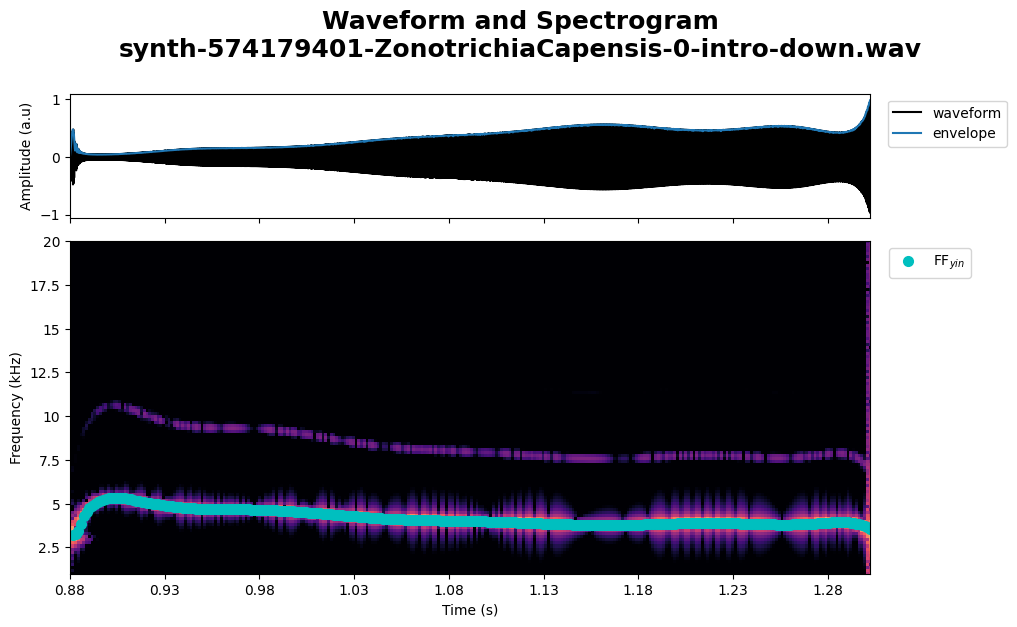 Waveform and Spectrogram
synth-574179401-ZonotrichiaCapensis-0-intro-down.wav
Amplitude (a.u)
1
0
−1
waveform
envelope
Frequency (kHz)
20
17.5
15
12.5
10
7.5
5
2.5
FF yin
0.88 0.93 0.98 1.03 1.08 1.13 1.18 1.23 1.28
Time (s)